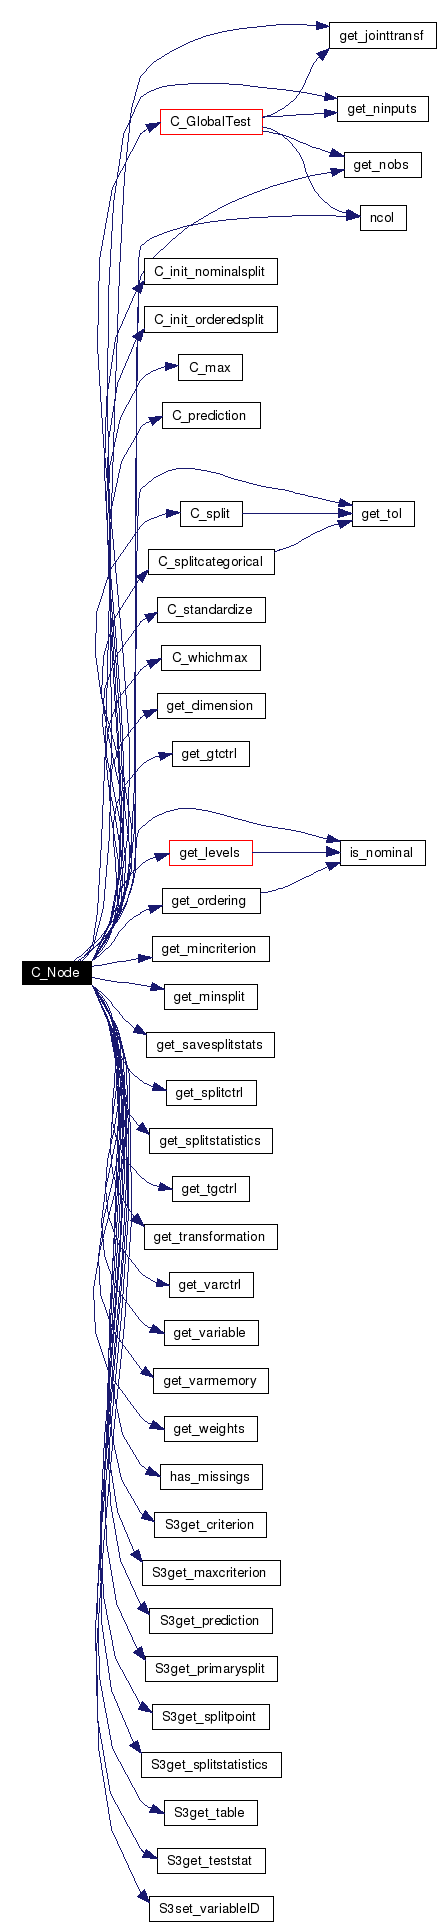 get_jointtransf
get_ninputs
C_GlobalTest
get_nobs
ncol
C_init_nominalsplit
C_init_orderedsplit
C_max
C_prediction
C_split
get_tol
C_splitcategorical
C_standardize
C_whichmax
get_dimension
get_gtctrl
get_levels
is_nominal
get_ordering
get_mincriterion
C_Node
get_minsplit
get_savesplitstats
get_splitctrl
get_splitstatistics
get_tgctrl
get_transformation
get_varctrl
get_variable
get_varmemory
get_weights
has_missings
S3get_criterion
S3get_maxcriterion
S3get_prediction
S3get_primarysplit
S3get_splitpoint
S3get_splitstatistics
S3get_table
S3get_teststat
S3set_variableID